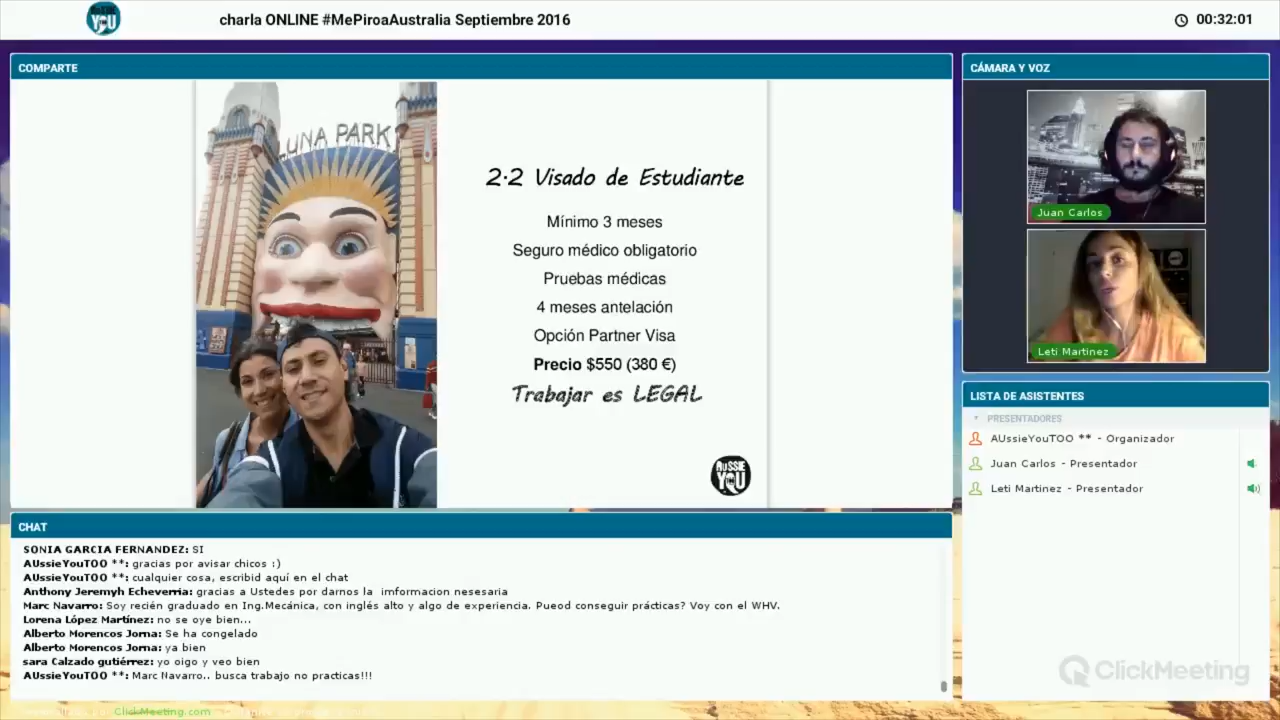 AUSSIE YOU
charla ONLINE #MePiroaAustralia Septiembre 2016
00:32:01
COMPARTE
LUNA PARK
2.2 Visado de Estudiante
Mínimo 3 meses
Seguro médico obligatorio
Pruebas médicas
4 meses antelación
Opción Partner Visa
Precio $550 (380 €)
Trabajar es LEGAL
AUSSIE YOU
CÁMARA Y VOZ
Juan Carlos
Leti Martinez
LISTA DE ASISTENTES
PRESENTADORES
AUssieYouTOO ** - Organizador
Juan Carlos - Presentador
Leti Martinez - Presentador
CHAT
SONIA GARCIA FERNANDEZ: SI
AUssieYouTOO **: gracias por avisar chicos :)
AUssieYouTOO **: cualquier cosa, escribid aquí en el chat
Anthony Jeremyh Echeverria: gracias a Ustedes por darnos la imformacion nesesaria
Marc Navarro: Soy recién graduado en Ing.Mecánica, con inglés alto y algo de experiencia. Pueod conseguir prácticas? Voy con el WHV.
Lorena López Martínez: no se oye bien...
Alberto Morencos Jorna: Se ha congelado
Alberto Morencos Jorna: ya bien
sara Calzado gutiérrez: yo oigo y veo bien
AUssieYouTOO **: Marc Navarro.. busca trabajo no practicas!!!
ClickMeeting
ClickMeeting.com